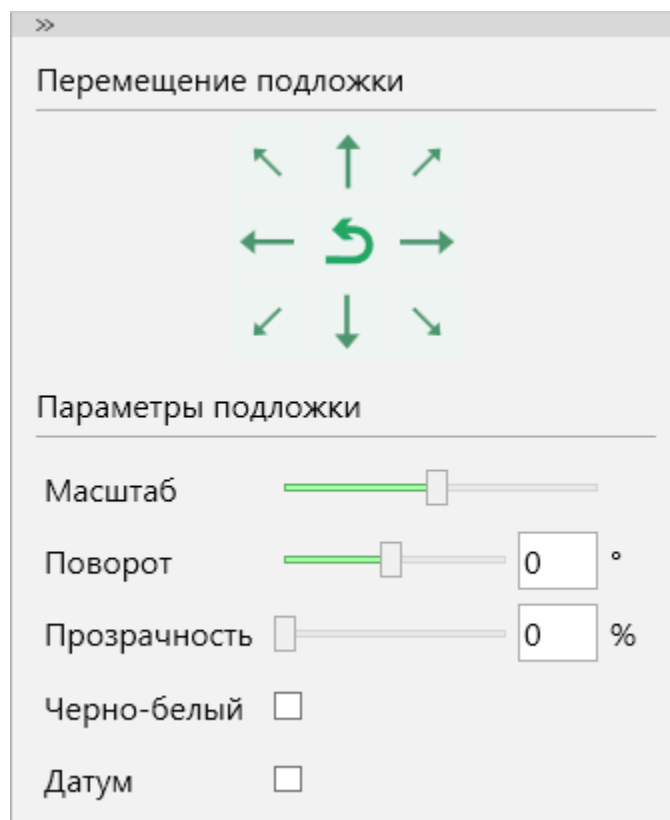 »
Перемещение подложки
Параметры подложки
Масштаб
Поворот 0 °
Прозрачность 0 %
Черно-белый
Датум